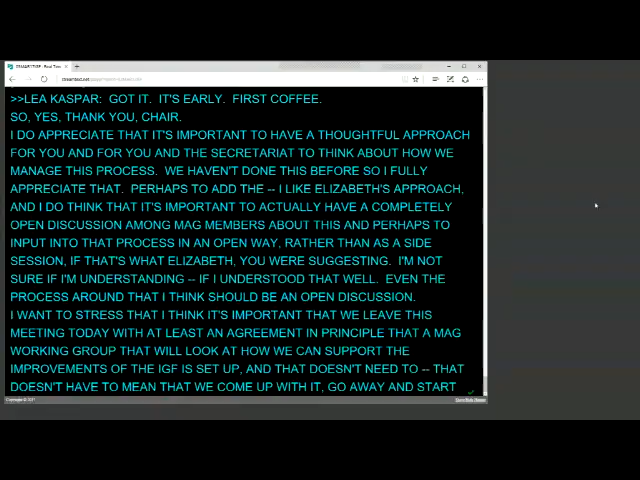 >>LEA KASPAR:  GOT IT.  IT'S EARLY.  FIRST COFFEE.
SO, YES, THANK YOU, CHAIR.
I DO APPRECIATE THAT IT'S IMPORTANT TO HAVE A THOUGHTFUL APPROACH
FOR YOU AND FOR YOU AND THE SECRETARIAT TO THINK ABOUT HOW WE
MANAGE THIS PROCESS.  WE HAVEN'T DONE THIS BEFORE SO I FULLY
APPRECIATE THAT.  PERHAPS TO ADD THE -- I LIKE ELIZABETH'S APPROACH,
AND I DO THINK THAT IT'S IMPORTANT TO ACTUALLY HAVE A COMPLETELY
OPEN DISCUSSION AMONG MAG MEMBERS ABOUT THIS AND PERHAPS TO
INPUT INTO THAT PROCESS IN AN OPEN WAY, RATHER THAN AS A SIDE
SESSION, IF THAT'S WHAT ELIZABETH, YOU WERE SUGGESTING.  I'M NOT
SURE IF I'M UNDERSTANDING -- IF I UNDERSTOOD THAT WELL.  EVEN THE
PROCESS AROUND THAT I THINK SHOULD BE AN OPEN DISCUSSION.
I WANT TO STRESS THAT I THINK IT'S IMPORTANT THAT WE LEAVE THIS
MEETING TODAY WITH AT LEAST AN AGREEMENT IN PRINCIPLE THAT A MAG
WORKING GROUP THAT WILL LOOK AT HOW WE CAN SUPPORT THE
IMPROVEMENTS OF THE IGF IS SET UP, AND THAT DOESN'T NEED TO -- THAT
DOESN'T HAVE TO MEAN THAT WE COME UP WITH IT, GO AWAY AND START